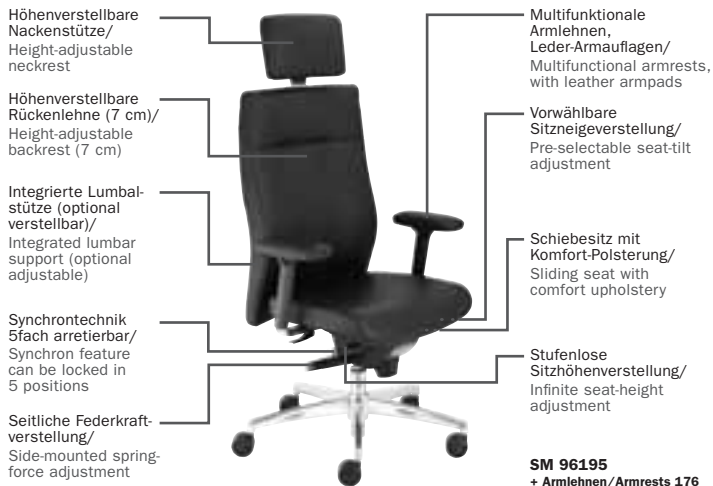 Höhenverstellbare
Nackenstütze/
Height-adjustable
neckrest
Höhenverstellbare
Rückenlehne (7 cm)/
Height-adjustable
backrest (7 cm)
Integrierte Lumbal-
stütze (optional
verstellbar)/
Integrated lumbar
support (optional
adjustable)
Synchrontechnik
5fach arretierbar/
Synchron feature
can be locked in
5 positions
Seitliche Federkraft-
verstellung/
Side-mounted spring-
force adjustment
Multifunktionale
Armlehnen,
Leder-Armauflagen/
Multifunctional armrests,
with leather armpads
Vorwählbare
Sitzneigeverstellung/
Pre-selectable seat-tilt
adjustment
Schiebesitz mit
Komfort-Polsterung/
Sliding seat with
comfort upholstery
Stufenlose
Sitzhöhenverstellung/
Infinite seat-height
adjustment
SM 96195
+ Armlehnen/Armrests 176